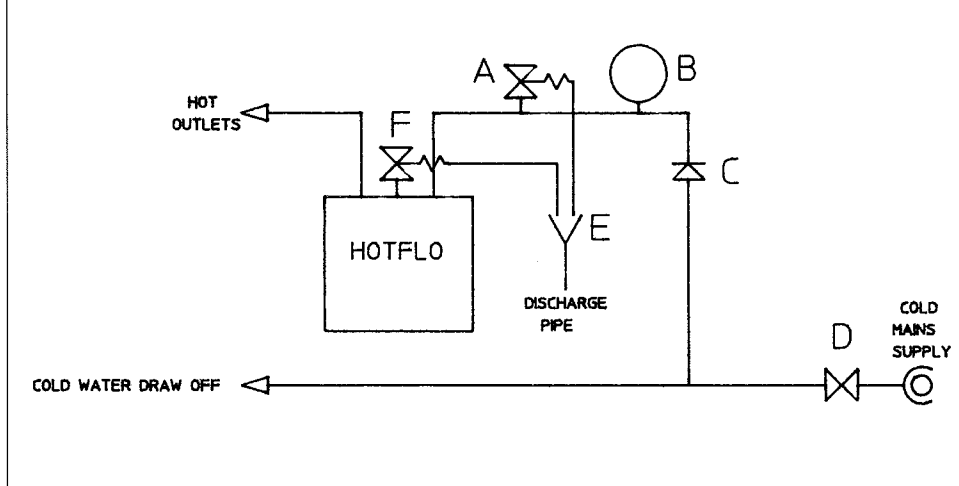 A
B
HOT
OUTLETS
F
C
HOTFLO
E
DISCHARGE
PIPE
COLD
MAINS
SUPPLY
D
COLD WATER DRAW OFF